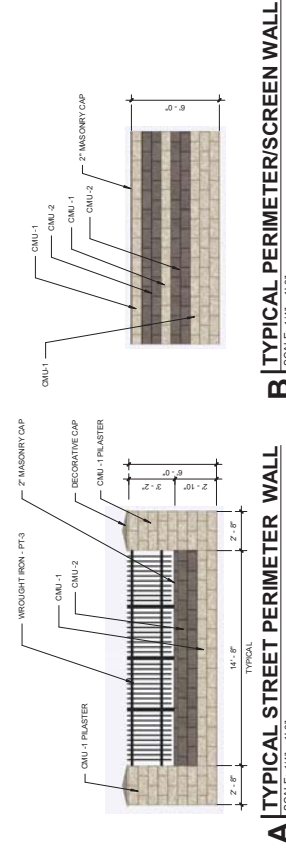 WROUGHT IRON - PT-3
CMU -1
CMU -2
2" MASONRY CAP
DECORATIVE CAP
CMU -1 PILASTER
CMU -1 PILASTER
6' - 0"
3' - 2"
2' - 10"
2' - 8"
14' - 8"
TYPICAL
2' - 8"
A TYPICAL STREET PERIMETER WALL
CMU -1
CMU -2
CMU -1
CMU -2
2" MASONRY CAP
CMU-1
6' - 0"
B TYPICAL PERIMETER/SCREEN WALL